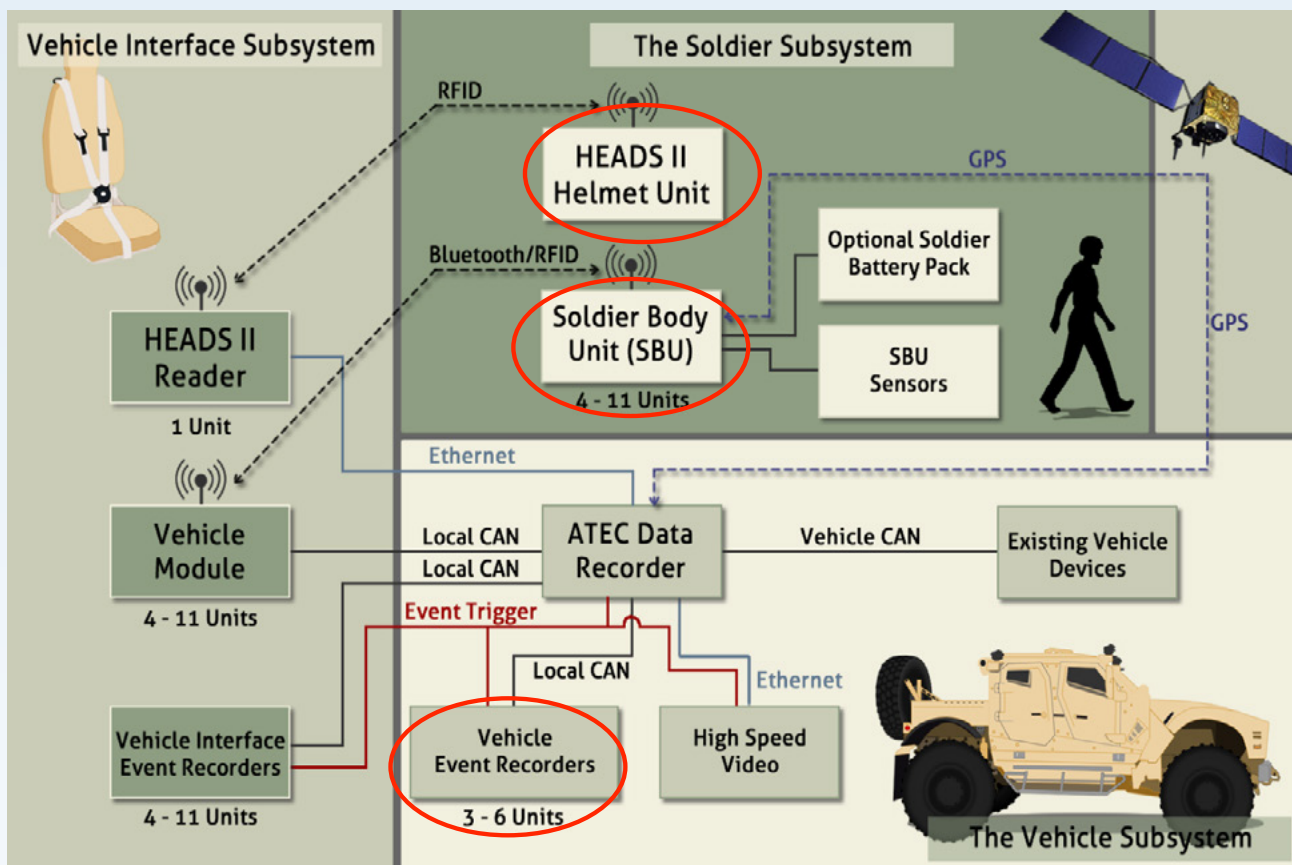 Vehicle Interface Subsystem
The Soldier Subsystem
RFID
HEADS II
Helmet Unit
GPS
Optional Soldier
Battery Pack
Bluetooth/RFID
Soldier Body
Unit (SBU)
4 - 11 Units
SBU
Sensors
GPS
HEADS II
Reader
1 Unit
Ethernet
Vehicle
Module
4 - 11 Units
Local CAN
Local CAN
ATEC Data
Recorder
Vehicle CAN
Existing Vehicle
Devices
Event Trigger
Local CAN
Ethernet
Vehicle Interface
Event Recorders
4 - 11 Units
Vehicle
Event Recorders
3 - 6 Units
High Speed
Video
The Vehicle Subsystem